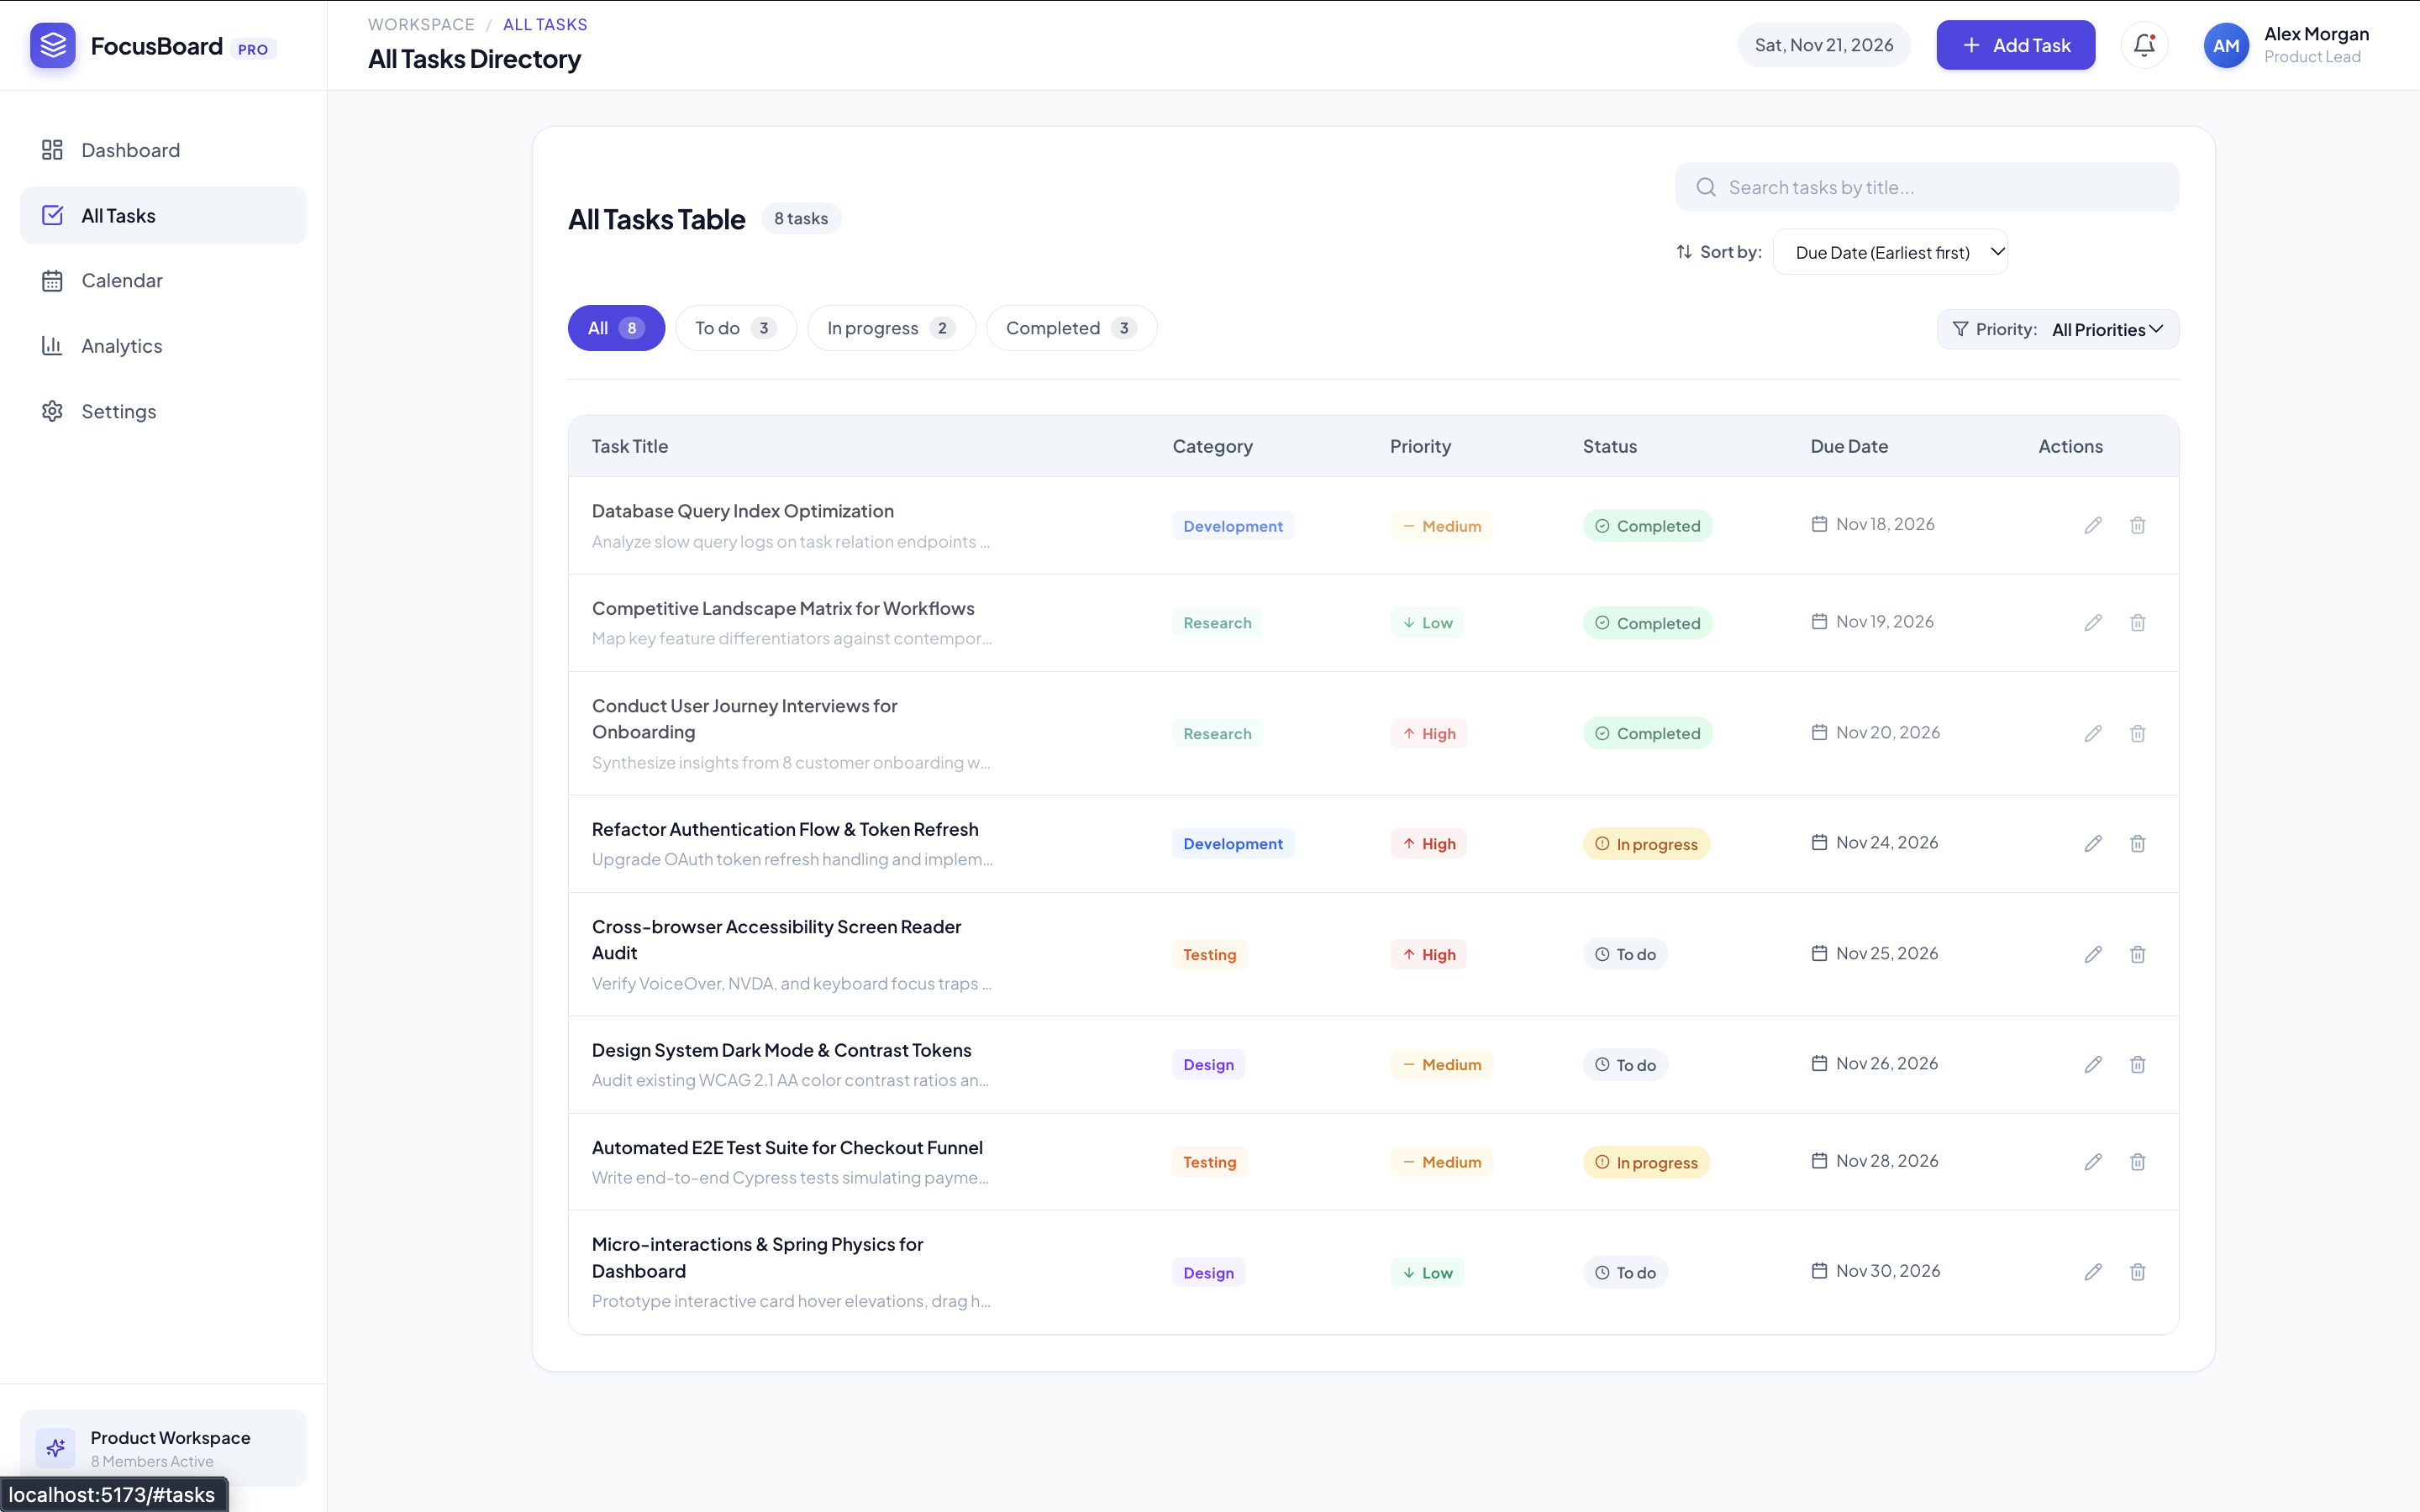 FocusBoard PRO
Dashboard
All Tasks
Calendar
Analytics
Settings
Product Workspace
8 Members Active
localhost:5173/#tasks
WORKSPACE / ALL TASKS
All Tasks Directory
Sat, Nov 21, 2026
+ Add Task
AM
Alex Morgan
Product Lead
All Tasks Table 8 tasks
Search tasks by title...
Sort by: Due Date (Earliest first)
All 8 To do 3 In progress 2 Completed 3
Priority: All Priorities
Task Title Category Priority Status Due Date Actions
Database Query Index Optimization
Analyze slow query logs on task relation endpoints ...
Development Medium Completed Nov 18, 2026
Competitive Landscape Matrix for Workflows
Map key feature differentiators against contempor...
Research Low Completed Nov 19, 2026
Conduct User Journey Interviews for
Onboarding
Synthesize insights from 8 customer onboarding w...
Research High Completed Nov 20, 2026
Refactor Authentication Flow & Token Refresh
Upgrade OAuth token refresh handling and implem...
Development High In progress Nov 24, 2026
Cross-browser Accessibility Screen Reader
Audit
Verify VoiceOver, NVDA, and keyboard focus traps ...
Testing High To do Nov 25, 2026
Design System Dark Mode & Contrast Tokens
Audit existing WCAG 2.1 AA color contrast ratios an...
Design Medium To do Nov 26, 2026
Automated E2E Test Suite for Checkout Funnel
Write end-to-end Cypress tests simulating payme...
Testing Medium In progress Nov 28, 2026
Micro-interactions & Spring Physics for
Dashboard
Prototype interactive card hover elevations, drag h...
Design Low To do Nov 30, 2026